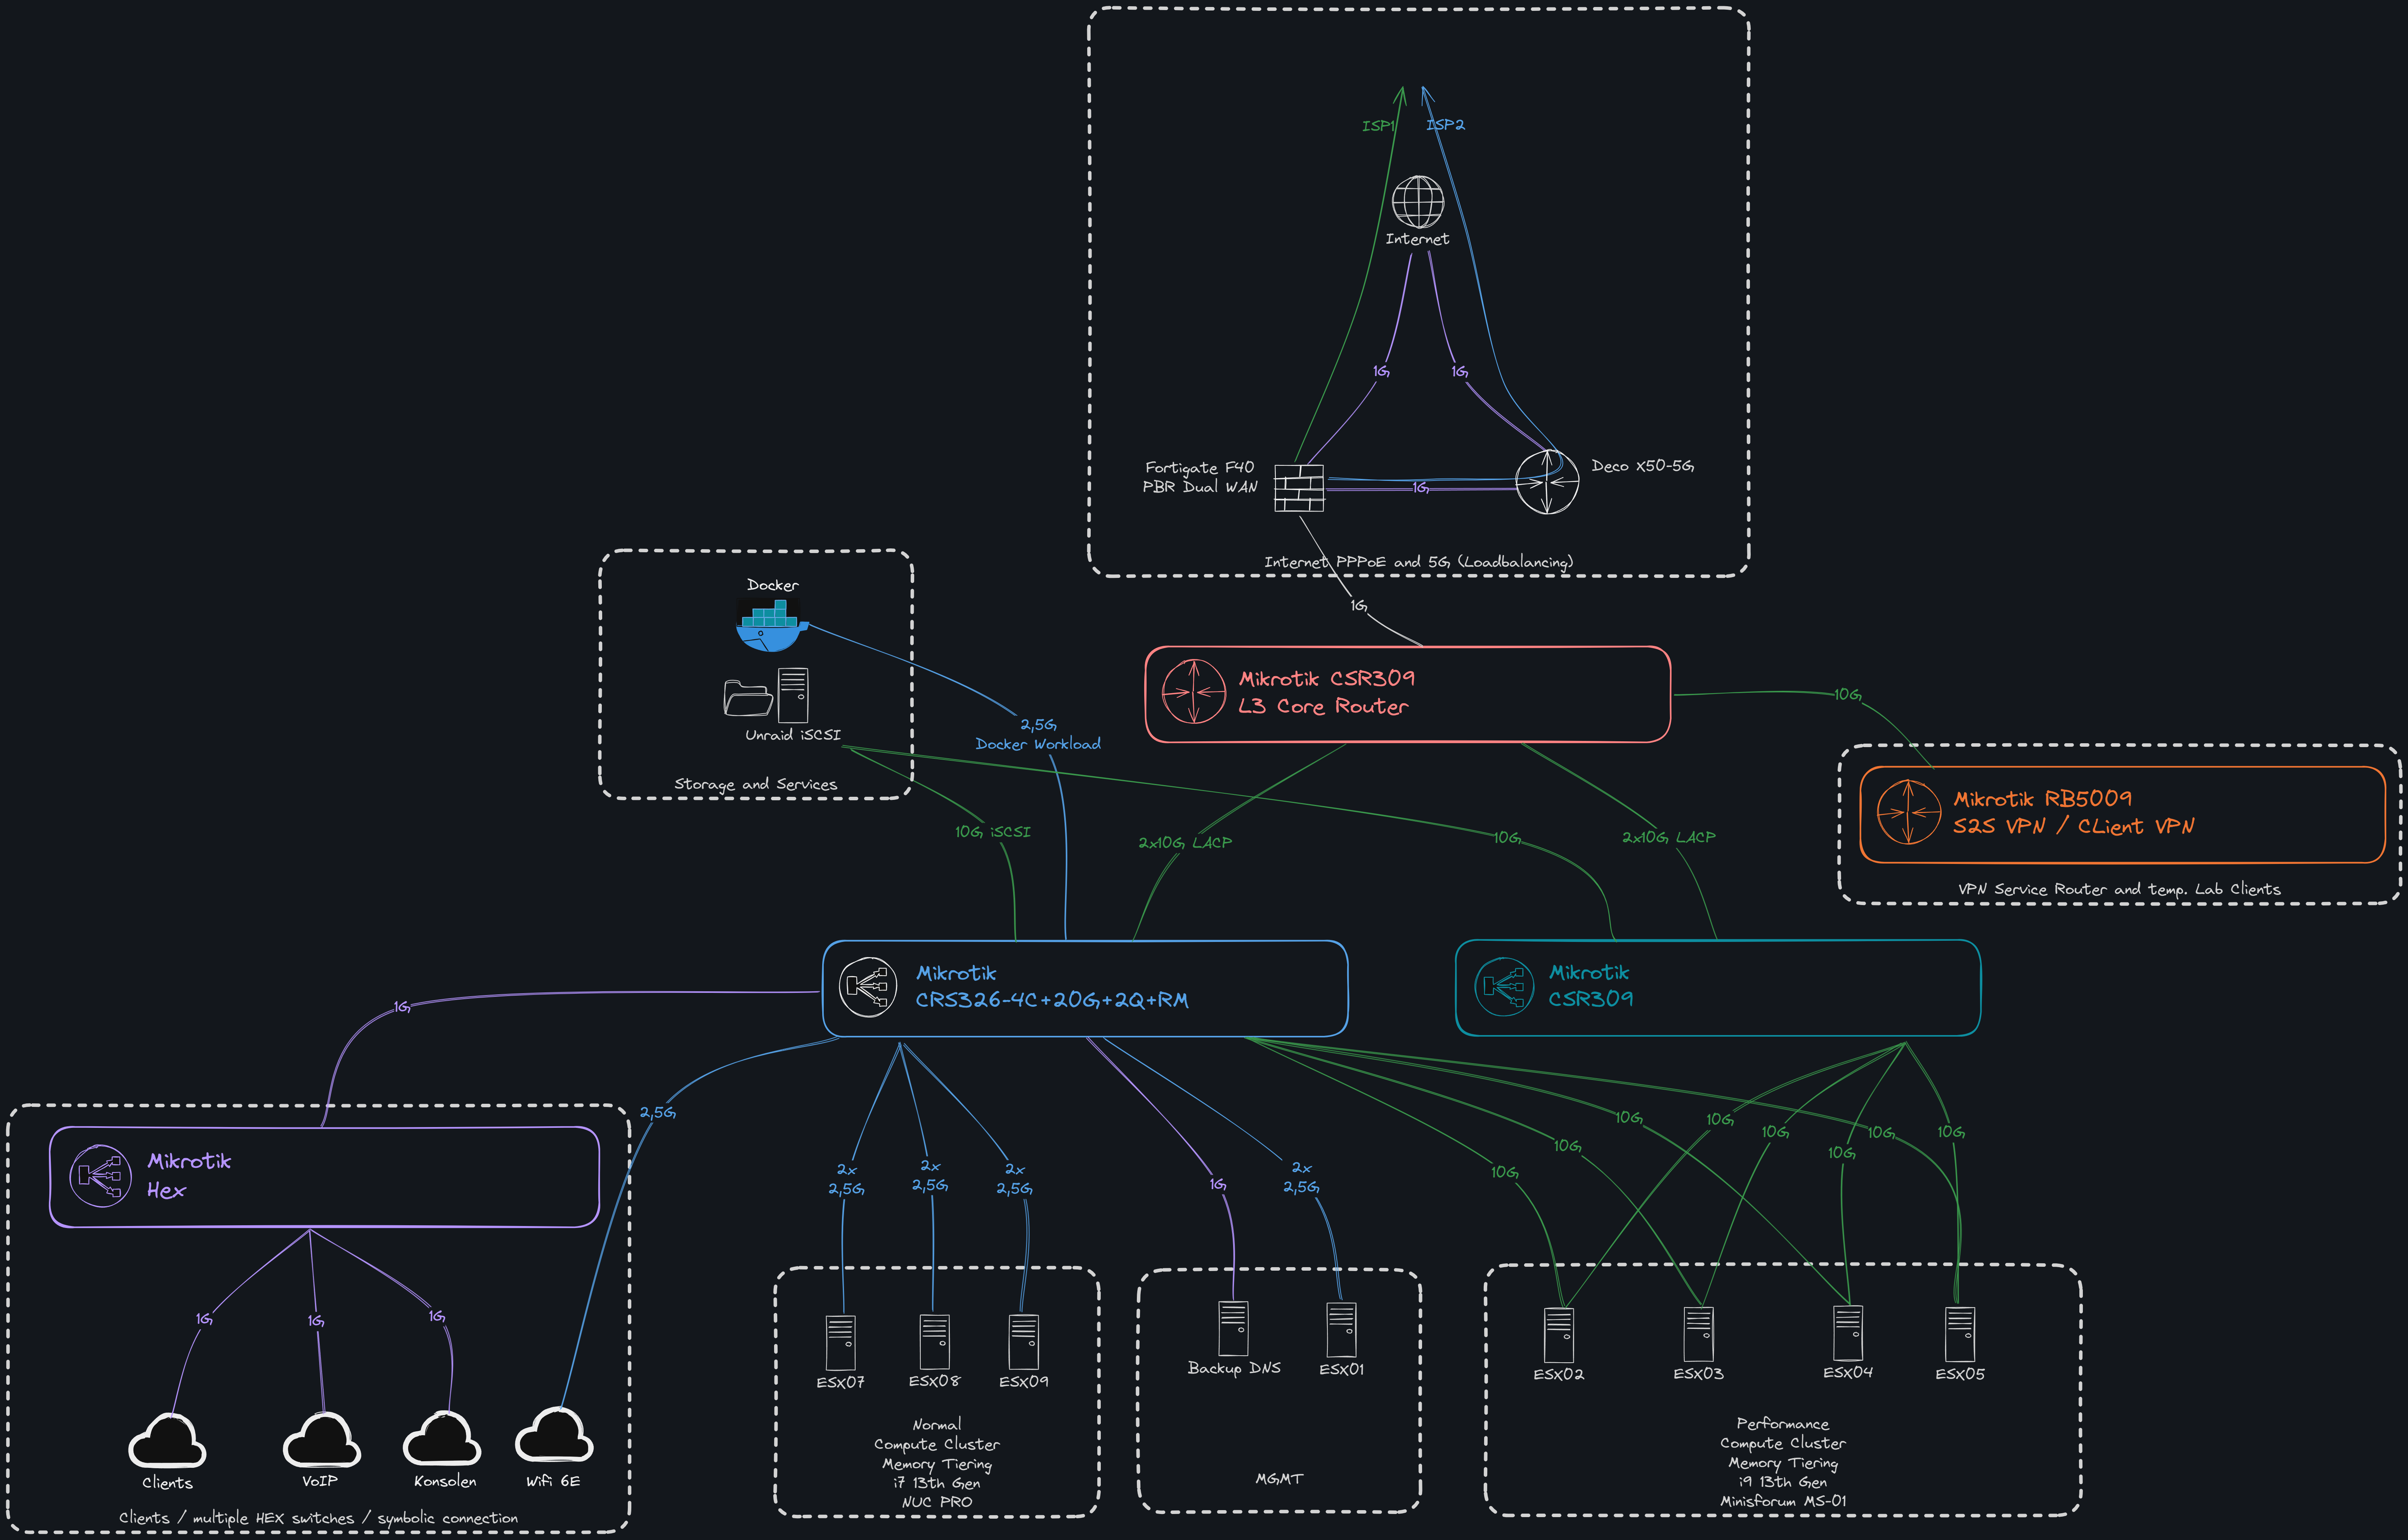 ISP1
ISP2
Internet
1G
1G
Fortigate F40
PBR Dual WAN
1G
Deco X50-5G
Internet PPPoE and 5G (Loadbalancing)
1G
Docker
Unraid iSCSI
Storage and Services
2,5G
Docker Workload
Mikrotik CSR309
L3 Core Router
10G
Mikrotik RB5009
S2S VPN / CLient VPN
VPN Service Router and temp. Lab Clients
10G iSCSI
2x10G LACP
10G
2x10G LACP
Mikrotik
CRS326-4C+20G+2Q+RM
Mikrotik
CSR309
1G
2,5G
Mikrotik
Hex
1G
1G
1G
Clients
VoIP
Konsolen
Wifi 6E
Clients / multiple HEX switches / symbolic connection
2x
2,5G
2x
2,5G
2x
2,5G
ESX07
ESX08
ESX09
Normal
Compute Cluster
Memory Tiering
i7 13th Gen
NUC PRO
1G
2x
2,5G
Backup DNS
ESX01
MGMT
10G
10G
10G
10G
10G
10G
10G
10G
ESX02
ESX03
ESX04
ESX05
Performance
Compute Cluster
Memory Tiering
i9 13th Gen
Minisforum MS-01